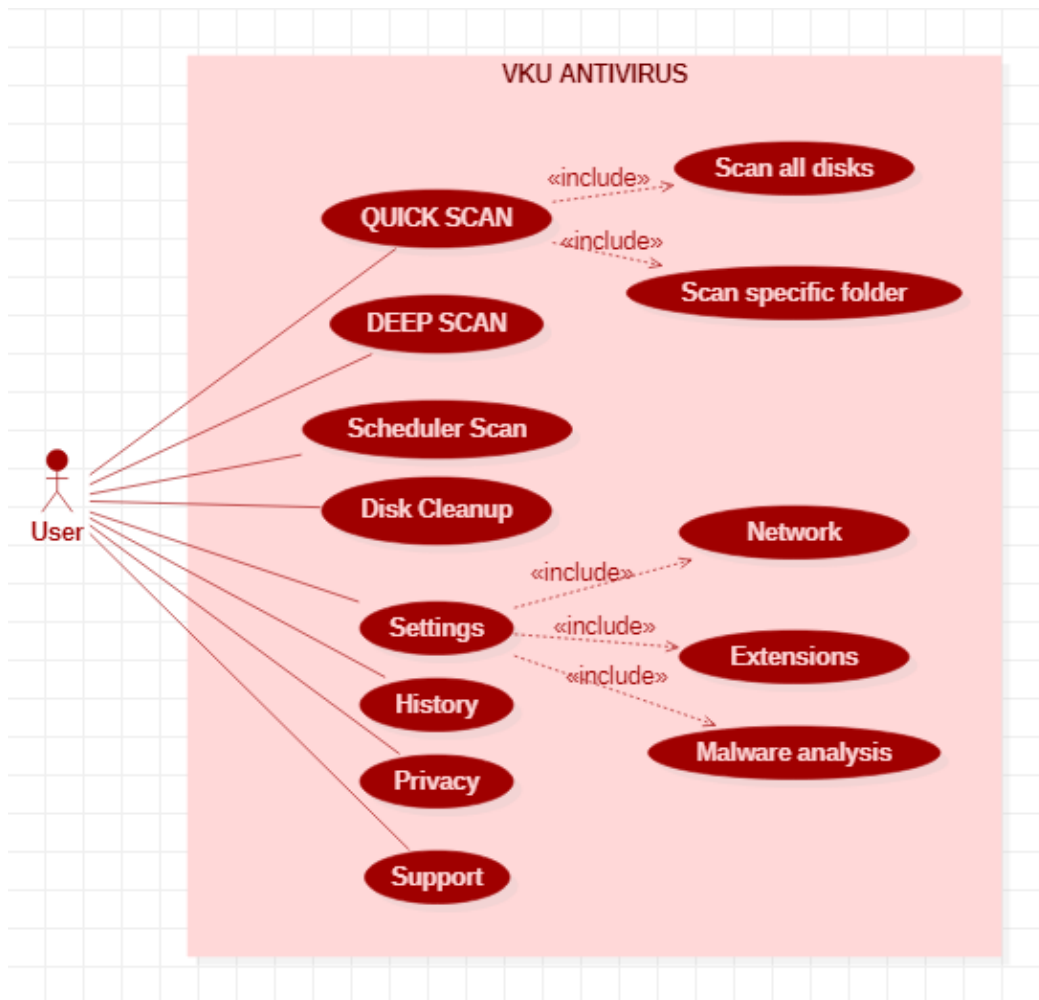 VKU ANTIVIRUS
Scan all disks
«include»
QUICK SCAN
«include»
Scan specific folder
DEEP SCAN
Scheduler Scan
Disk Cleanup
User
Network
«include»
Settings
«include»
Extensions
«include»
History
Malware analysis
Privacy
Support